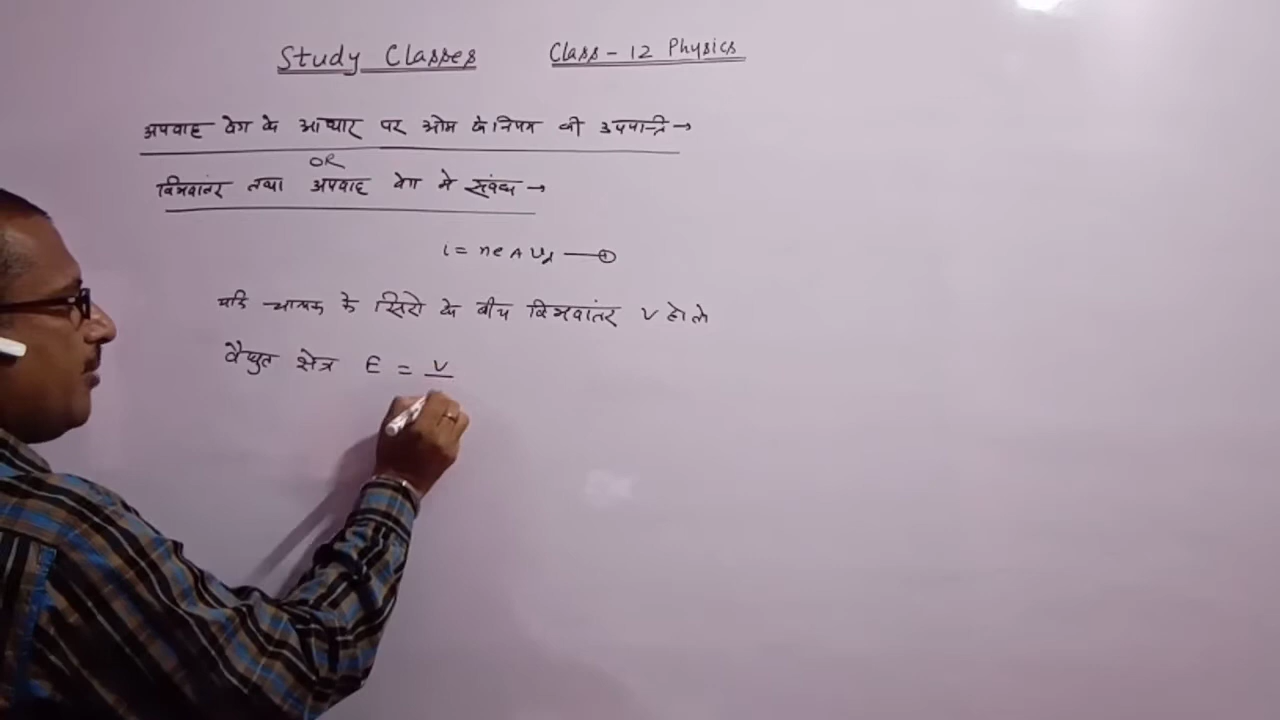 Study Classes Class - 12 Physics
अपवाह वेग के आधार पर ओम के नियम की उपपत्ति →
OR
विभवांतर तथा अपवाह वेग मे संबंध →
i = neAVd — ①
यदि चालक के सिरो के बीच विभवांतर V हो तो
वैद्युत क्षेत्र E = V